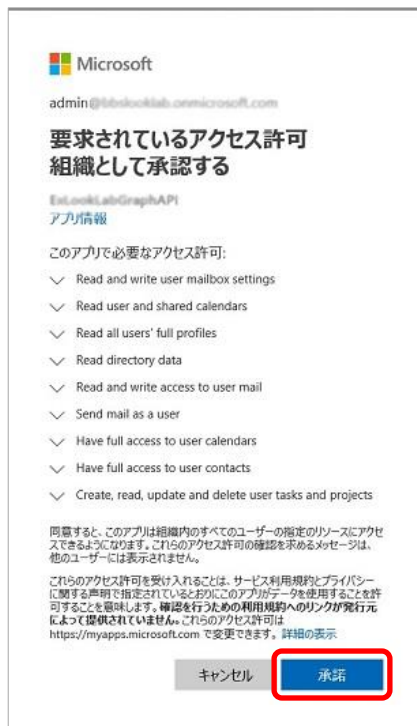 Microsoft
admin
要求されているアクセス許可
組織として承認する
アプリ情報
このアプリで必要なアクセス許可:
Read and write user mailbox settings
Read user and shared calendars
Read all users' full profiles
Read directory data
Read and write access to user mail
Send mail as a user
Have full access to user calendars
Have full access to user contacts
Create, read, update and delete user tasks and projects
同意すると、このアプリは組織内のすべてのユーザーの指定のリソースにアクセ
スできるようになります。これらのアクセス許可の確認を求めるメッセージは、
他のユーザーには表示されません。
これらのアクセス許可を受け入れることは、サービス利用規約とプライバシー
に関する声明で指定されているとおりにこのアプリがデータを使用することを許
可することを意味します。確認を行うための利用規約へのリンクが発行元
によって提供されていません。これらのアクセス許可は
https://myapps.microsoft.com で変更できます。詳細の表示
キャンセル 承諾